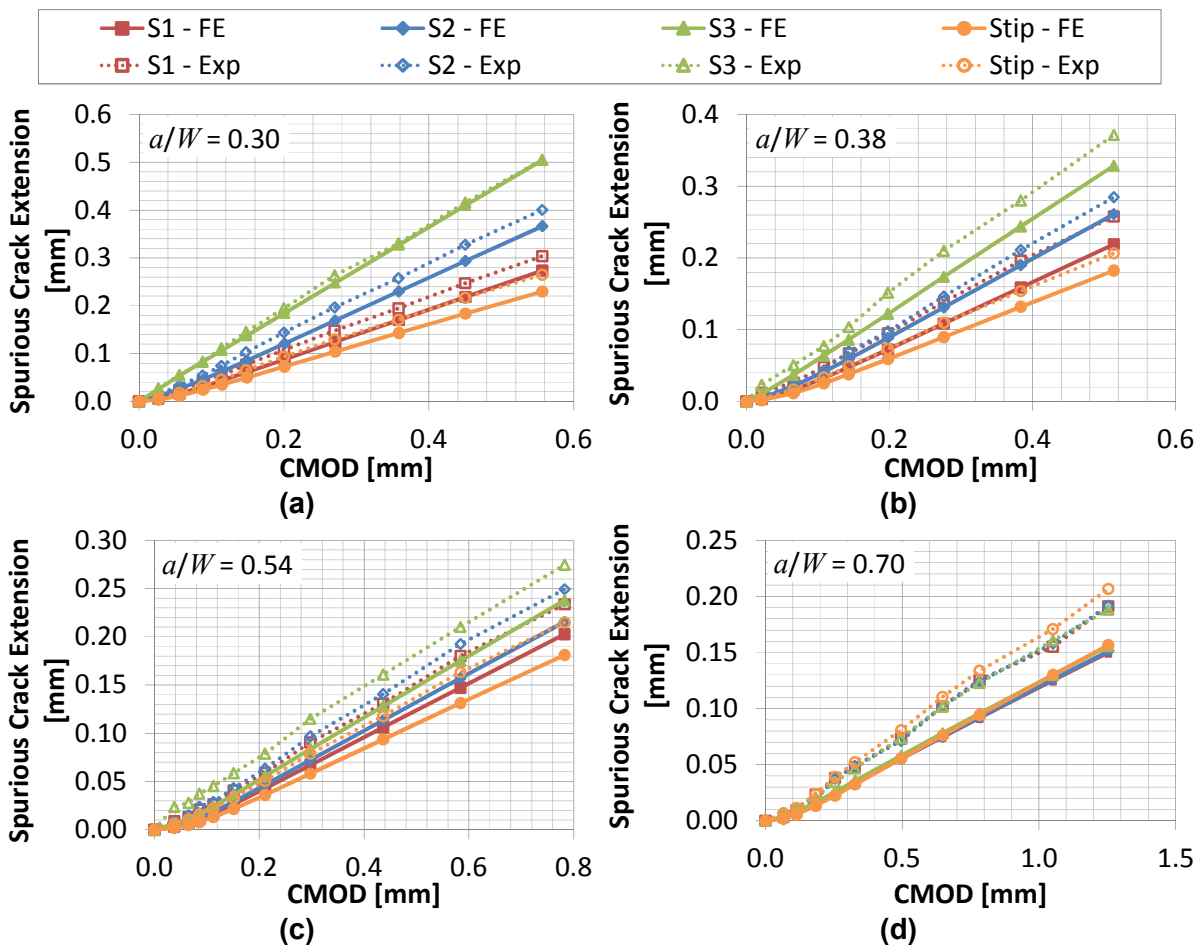 S1 - FE S2 - FE S3 - FE Stip - FE
S1 - Exp S2 - Exp S3 - Exp Stip - Exp
Spurious Crack Extension
[mm]
a/W = 0.30
0.6
0.5
0.4
0.3
0.2
0.1
0.0
0.0 0.2 0.4 0.6
CMOD [mm]
(a)
Spurious Crack Extension
[mm]
a/W = 0.38
0.4
0.3
0.2
0.1
0.0
0.0 0.2 0.4 0.6
CMOD [mm]
(b)
Spurious Crack Extension
[mm]
a/W = 0.54
0.30
0.25
0.20
0.15
0.10
0.05
0.00
0.0 0.2 0.4 0.6 0.8
CMOD [mm]
(c)
Spurious Crack Extension
[mm]
a/W = 0.70
0.25
0.20
0.15
0.10
0.05
0.00
0.0 0.5 1.0 1.5
CMOD [mm]
(d)